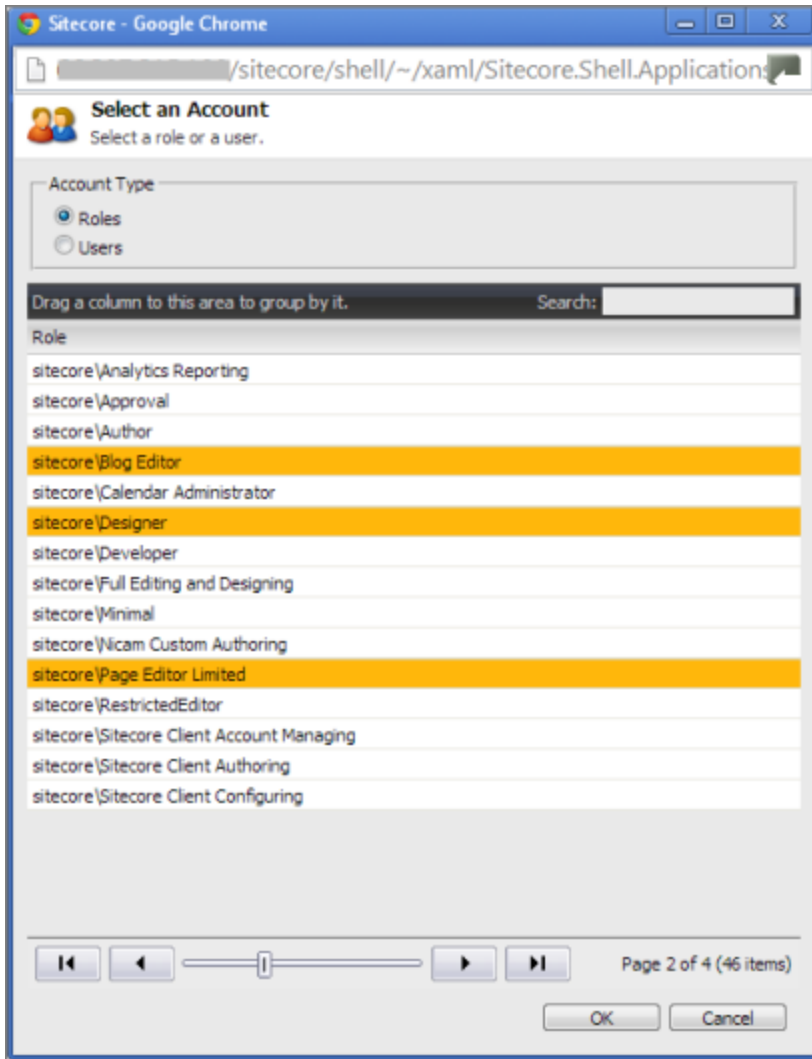 Sitecore - Google Chrome
/sitecore/shell/~/xaml/Sitecore.Shell.Applications
Select an Account
Select a role or a user.
Account Type
Roles
Users
Drag a column to this area to group by it. Search:
Role
sitecore\Analytics Reporting
sitecore\Approval
sitecore\Author
sitecore\Blog Editor
sitecore\Calendar Administrator
sitecore\Designer
sitecore\Developer
sitecore\Full Editing and Designing
sitecore\Minimal
sitecore\Nicam Custom Authoring
sitecore\Page Editor Limited
sitecore\RestrictedEditor
sitecore\Sitecore Client Account Managing
sitecore\Sitecore Client Authoring
sitecore\Sitecore Client Configuring
Page 2 of 4 (46 items)
OK Cancel